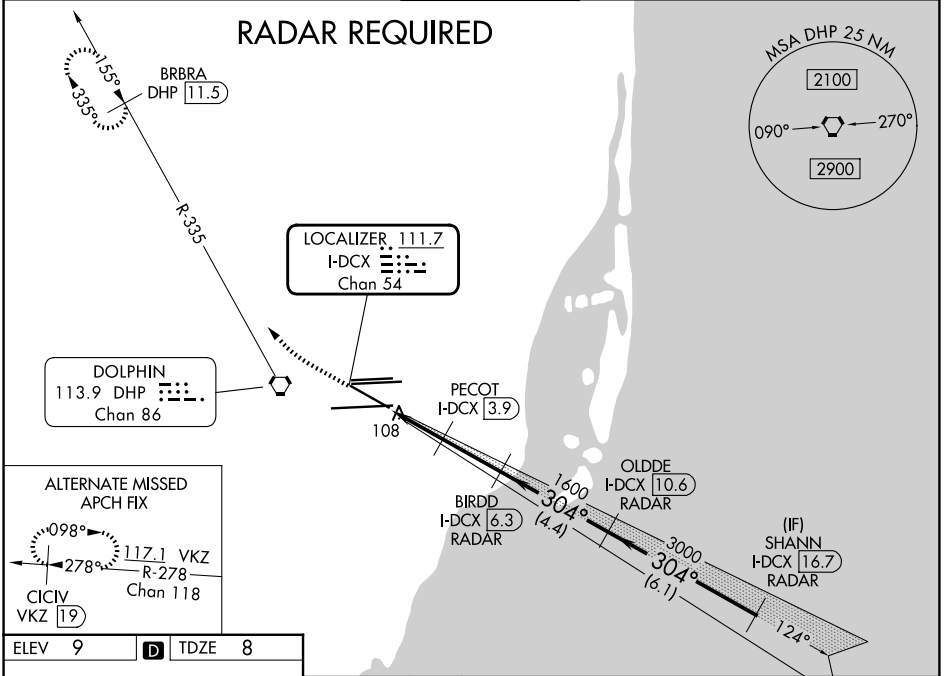 RADAR REQUIRED
MSA DHP 25 NM
2100
090°
270°
2900
155°
335°
BRBRA
DHP 11.5
R-335
LOCALIZER 111.7
I-DCX
Chan 54
DOLPHIN
113.9 DHP
Chan 86
108
PECOT
I-DCX 3.9
BIRDD
I-DCX 6.3
RADAR
1600
304°
(4.4)
OLDDE
I-DCX 10.6
RADAR
3000
304°
(6.1)
(IF)
SHANN
I-DCX 16.7
RADAR
124°
ALTERNATE MISSED
APCH FIX
098°
278°
117.1 VKZ
R-278
Chan 118
CICIV
VKZ 19
ELEV 9 D TDZE 8